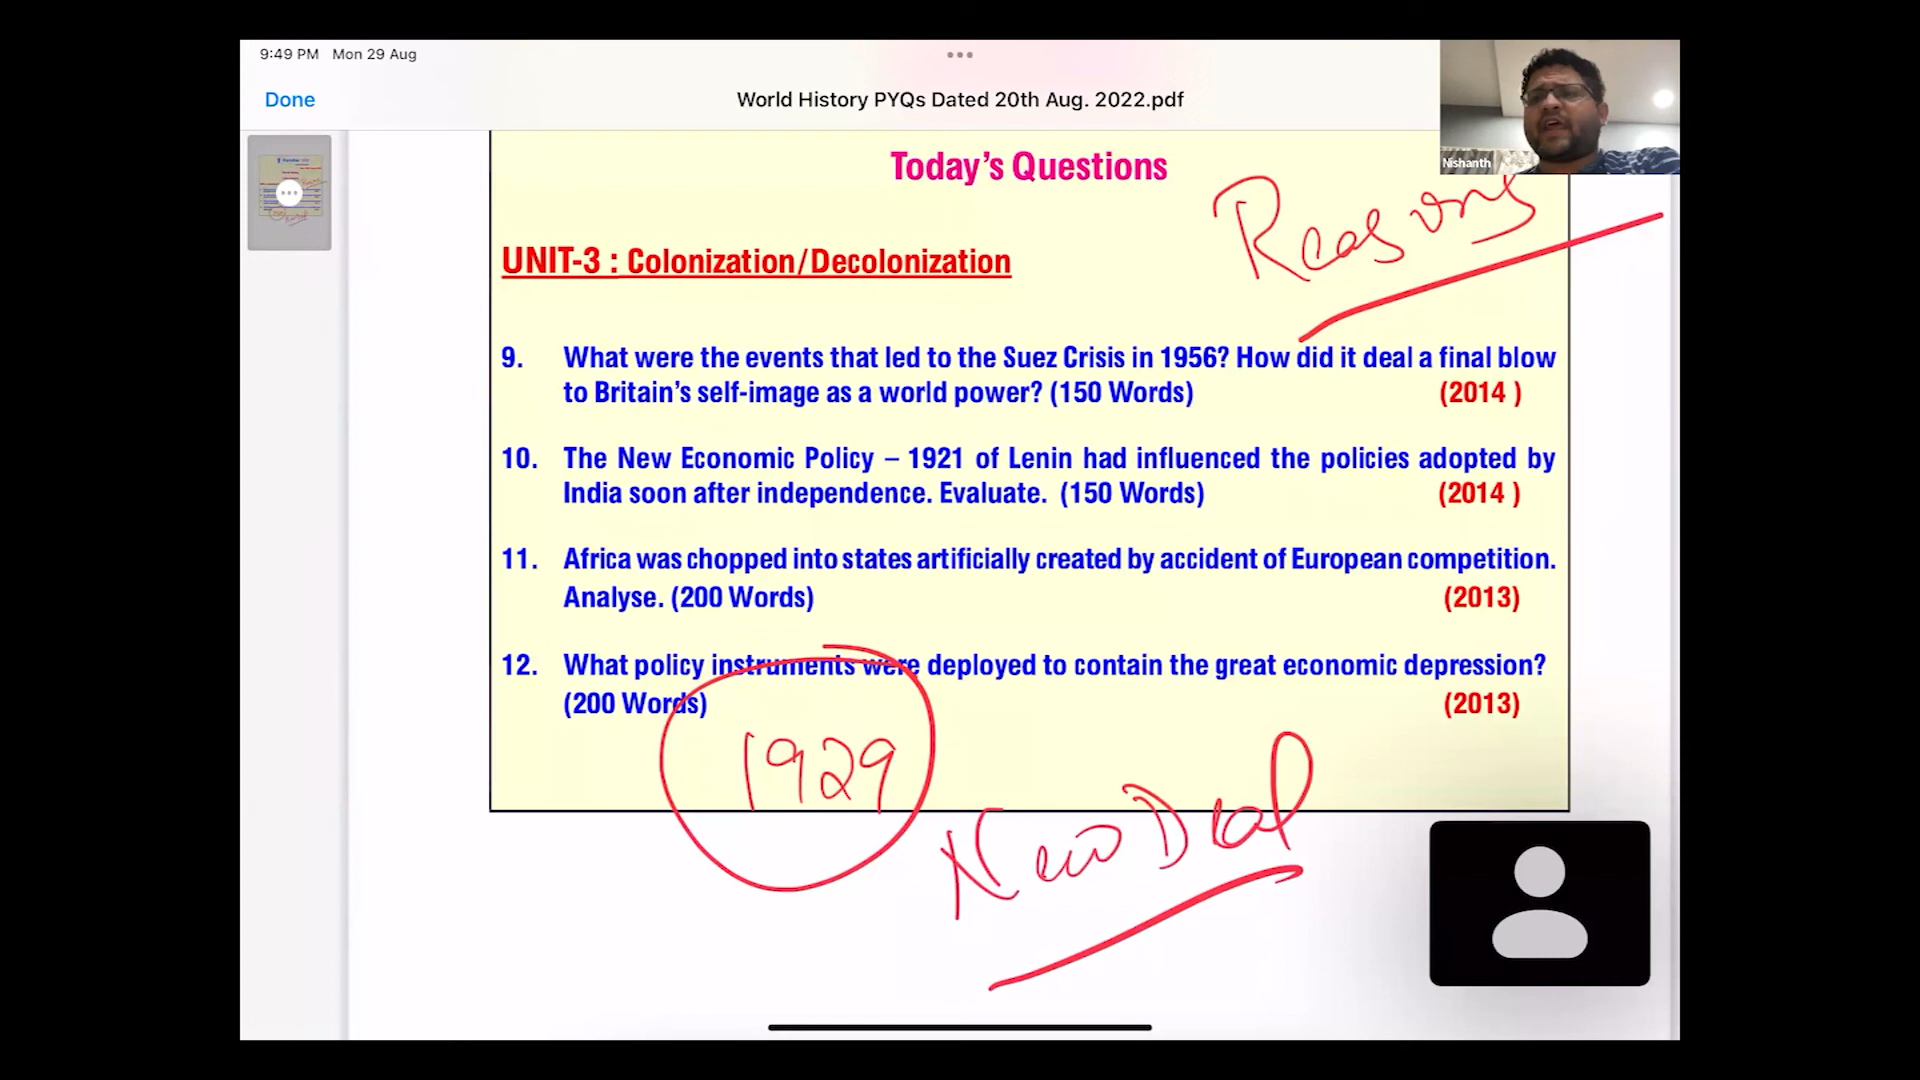 9:49 PM Mon 29 Aug
Done
World History PYQs Dated 20th Aug. 2022.pdf
Nishanth
Today's Questions
Reasons
UNIT-3 : Colonization/Decolonization
9. What were the events that led to the Suez Crisis in 1956? How did it deal a final blow
to Britain's self-image as a world power? (150 Words) (2014 )
10. The New Economic Policy – 1921 of Lenin had influenced the policies adopted by
India soon after independence. Evaluate. (150 Words) (2014 )
11. Africa was chopped into states artificially created by accident of European competition.
Analyse. (200 Words) (2013)
12. What policy instruments were deployed to contain the great economic depression?
(200 Words) (2013)
1929
New Deal